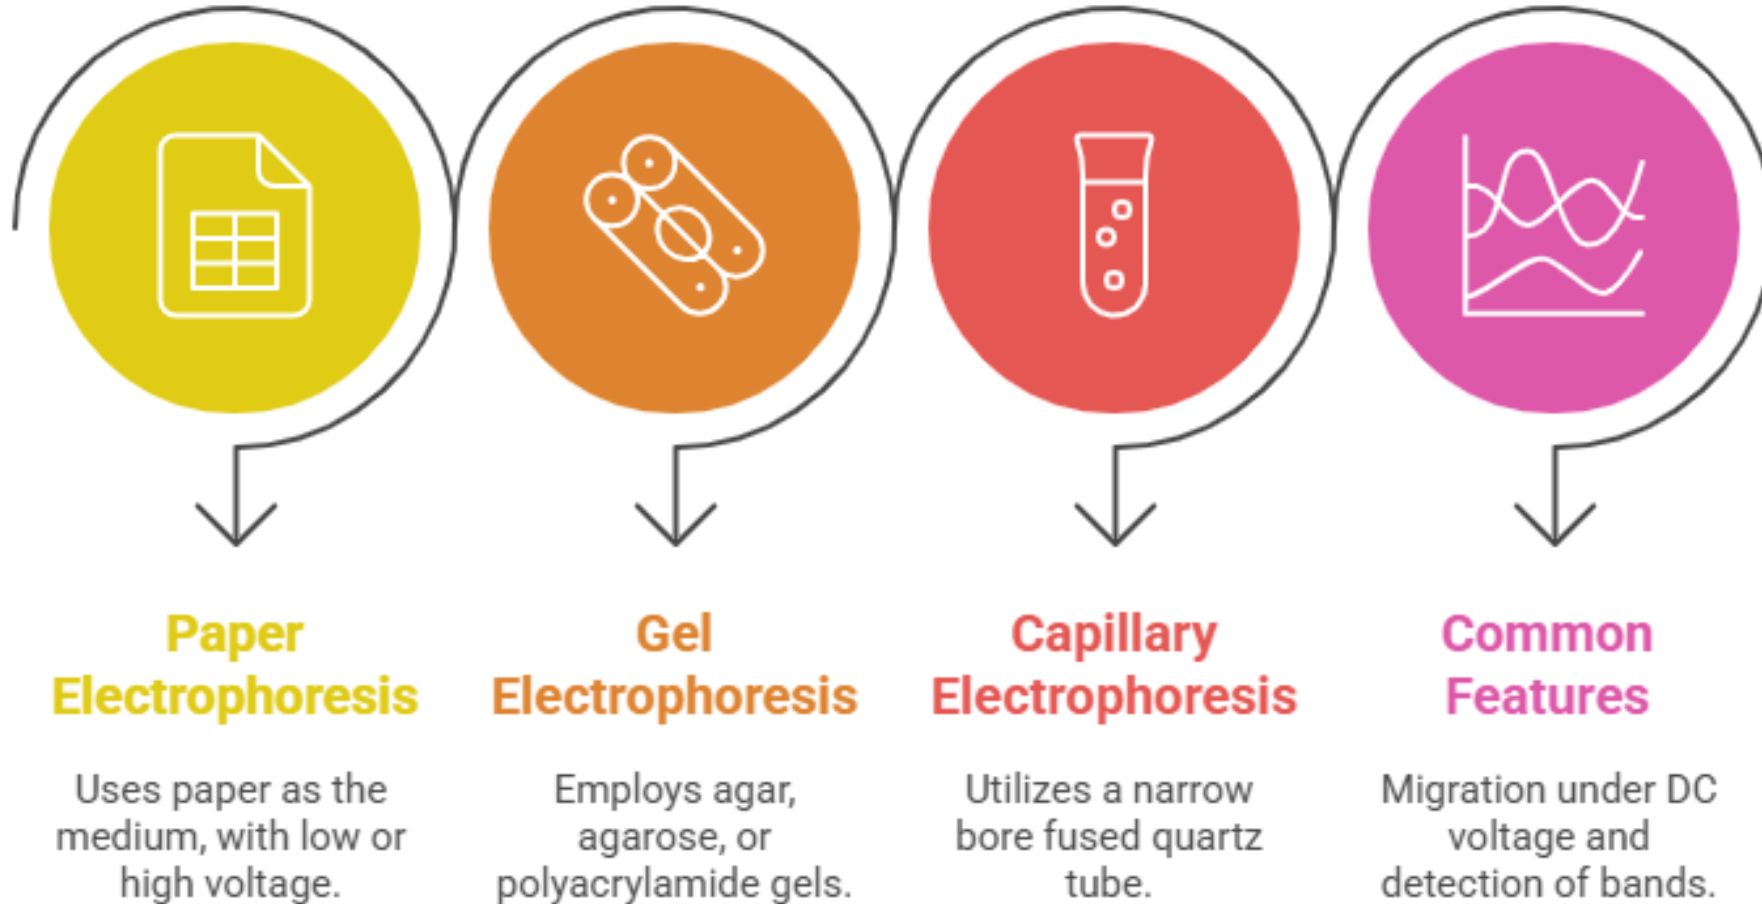 Paper
Electrophoresis
Uses paper as the
medium, with low or
high voltage.
Gel
Electrophoresis
Employs agar,
agarose, or
polyacrylamide gels.
Capillary
Electrophoresis
Utilizes a narrow
bore fused quartz
tube.
Common
Features
Migration under DC
voltage and
detection of bands.